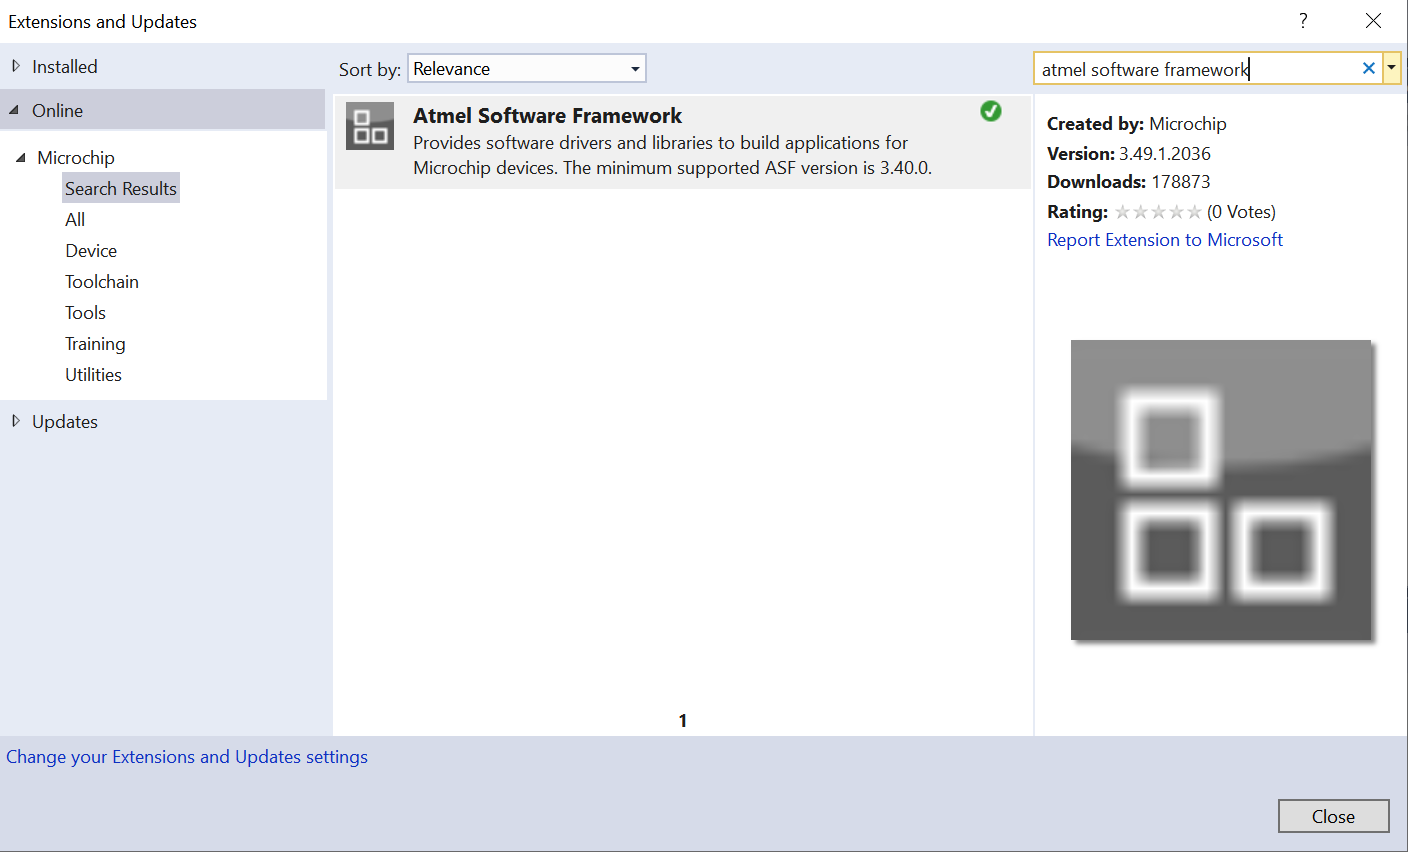 Extensions and Updates
?
Installed
Online
Microchip
Search Results
All
Device
Toolchain
Tools
Training
Utilities
Updates
Sort by: Relevance
Atmel Software Framework
Provides software drivers and libraries to build applications for
Microchip devices. The minimum supported ASF version is 3.40.0.
1
atmel software framework
Created by: Microchip
Version: 3.49.1.2036
Downloads: 178873
Rating: (0 Votes)
Report Extension to Microsoft
Change your Extensions and Updates settings
Close